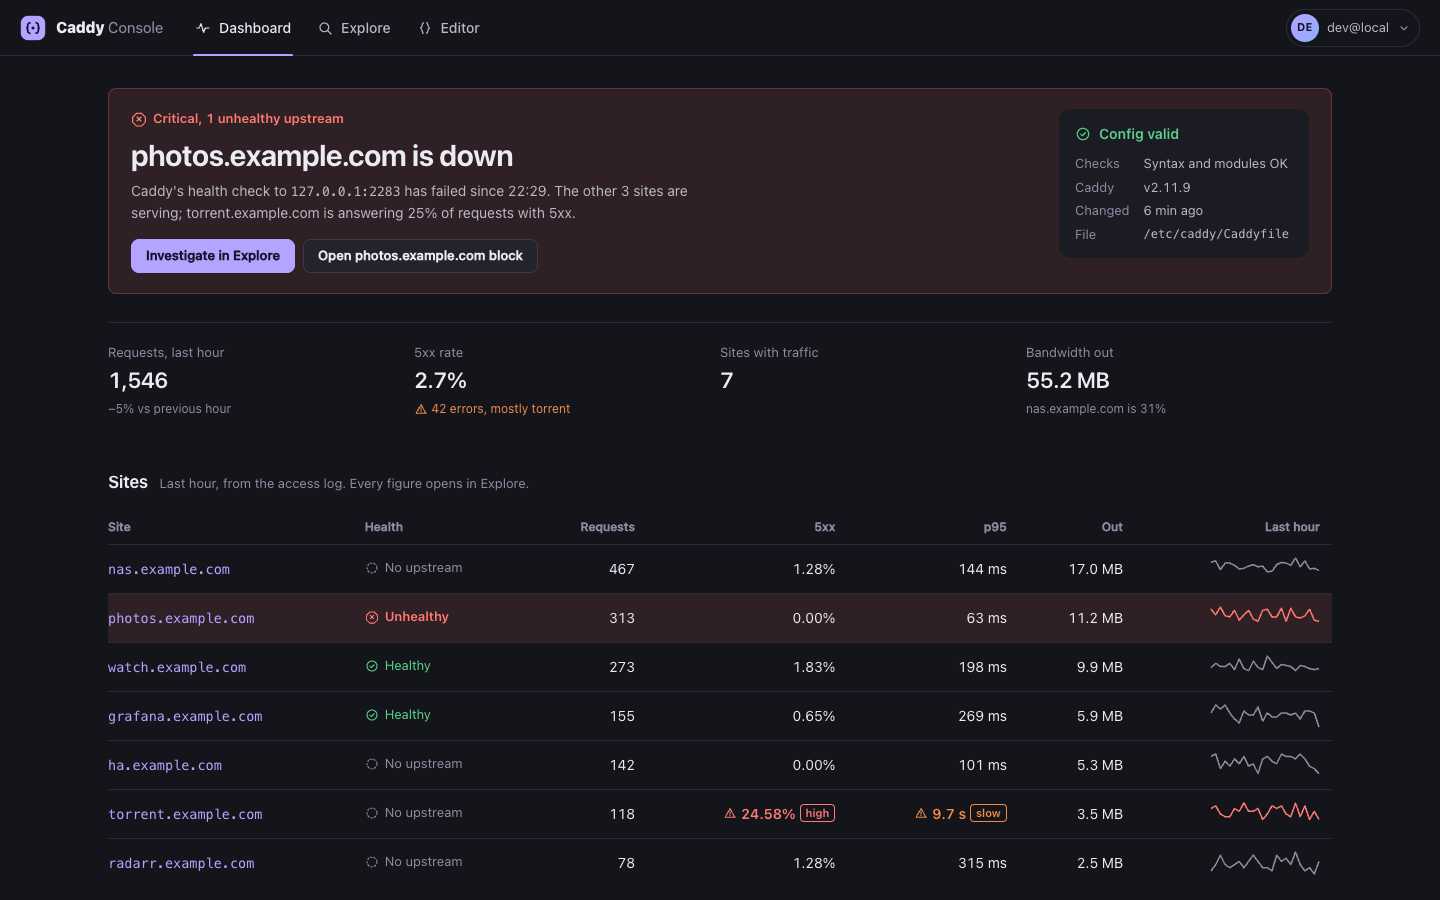 Caddy Console
Dashboard
Explore
Editor
DE
dev@local
Critical, 1 unhealthy upstream
photos.example.com is down
Caddy's health check to 127.0.0.1:2283 has failed since 22:29. The other 3 sites are
serving; torrent.example.com is answering 25% of requests with 5xx.
Investigate in Explore
Open photos.example.com block
Config valid
Checks Syntax and modules OK
Caddy v2.11.9
Changed 6 min ago
File /etc/caddy/Caddyfile
Requests, last hour
1,546
−5% vs previous hour
5xx rate
2.7%
42 errors, mostly torrent
Sites with traffic
7
Bandwidth out
55.2 MB
nas.example.com is 31%
Sites Last hour, from the access log. Every figure opens in Explore.
Site Health Requests 5xx p95 Out Last hour
nas.example.com No upstream 467 1.28% 144 ms 17.0 MB
photos.example.com Unhealthy 313 0.00% 63 ms 11.2 MB
watch.example.com Healthy 273 1.83% 198 ms 9.9 MB
grafana.example.com Healthy 155 0.65% 269 ms 5.9 MB
ha.example.com No upstream 142 0.00% 101 ms 5.3 MB
torrent.example.com No upstream 118 24.58% high 9.7 s slow 3.5 MB
radarr.example.com No upstream 78 1.28% 315 ms 2.5 MB